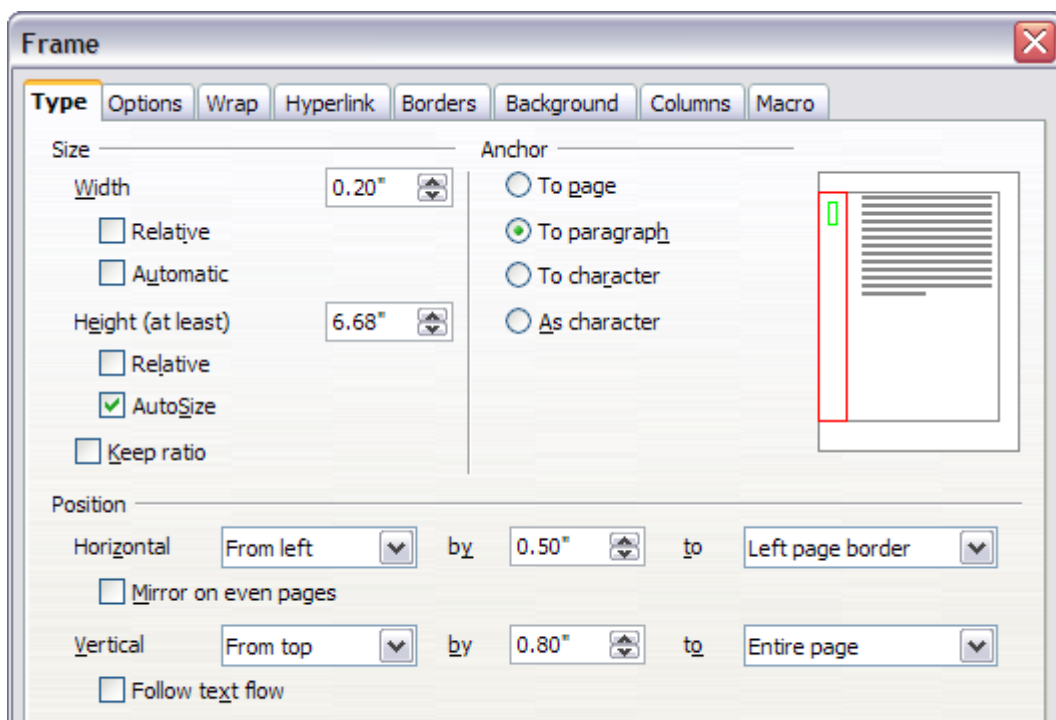 Frame
Type Options Wrap Hyperlink Borders Background Columns Macro
Size Anchor
Width 0.20" To page
Relative To paragraph
Automatic To character
Height (at least) 6.68" As character
Relative
AutoSize
Keep ratio
Position
Horizontal From left by 0.50" to Left page border
Mirror on even pages
Vertical From top by 0.80" to Entire page
Follow text flow